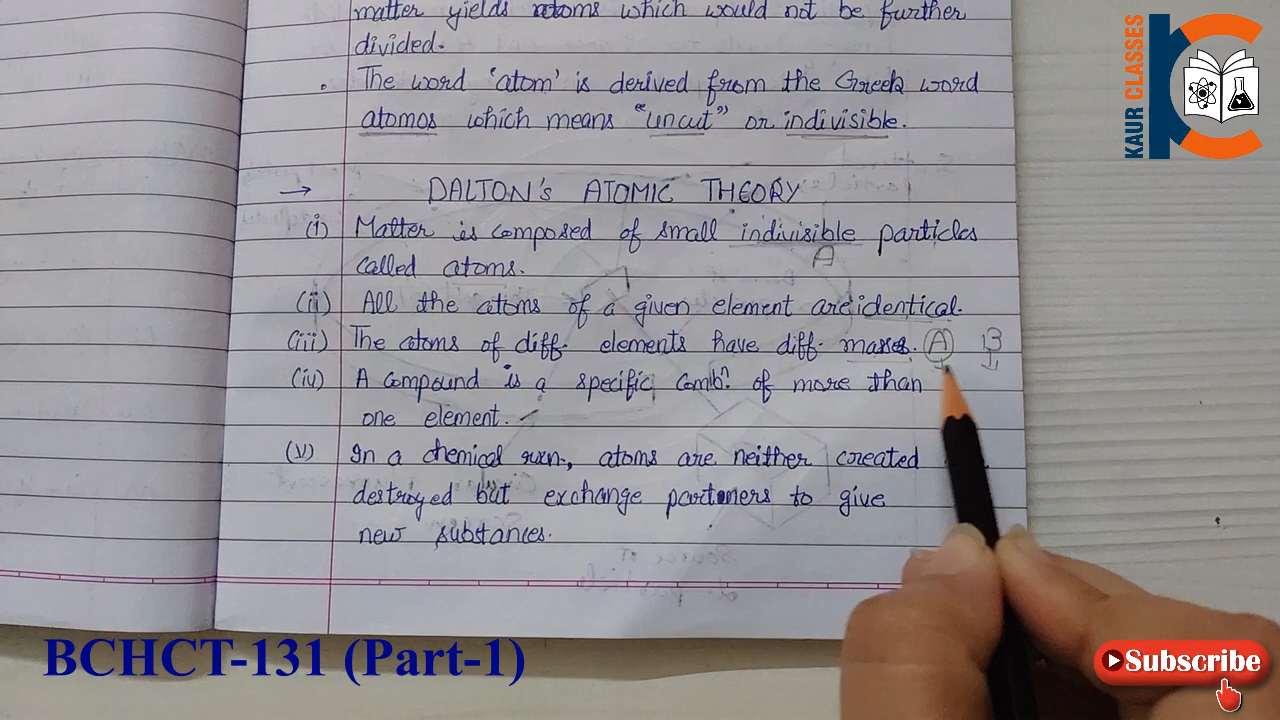 matter yields atoms which would not be further
divided.
The word 'atom' is derived from the Greek word
atomos which means "uncut" or indivisible.
→ DALTON's ATOMIC THEORY
(i) Matter is composed of small indivisible particles
A
called atoms.
(ii) All the atoms of a given element are identical.
(iii) The atoms of diff. elements have diff. masses. A B
(iv) A compound is a specific combn. of more than
one element.
(v) In a chemical rxn., atoms are neither created
destroyed but exchange partners to give
new substances.
KAUR CLASSES
BCHCT-131 (Part-1)
Subscribe